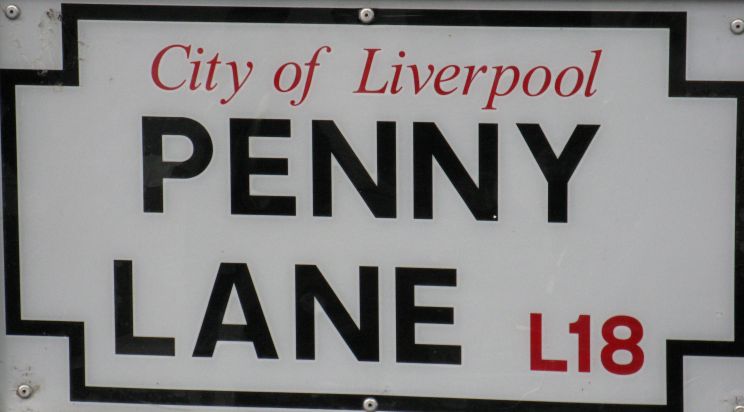 City of Liverpool
PENNY
LANE L18